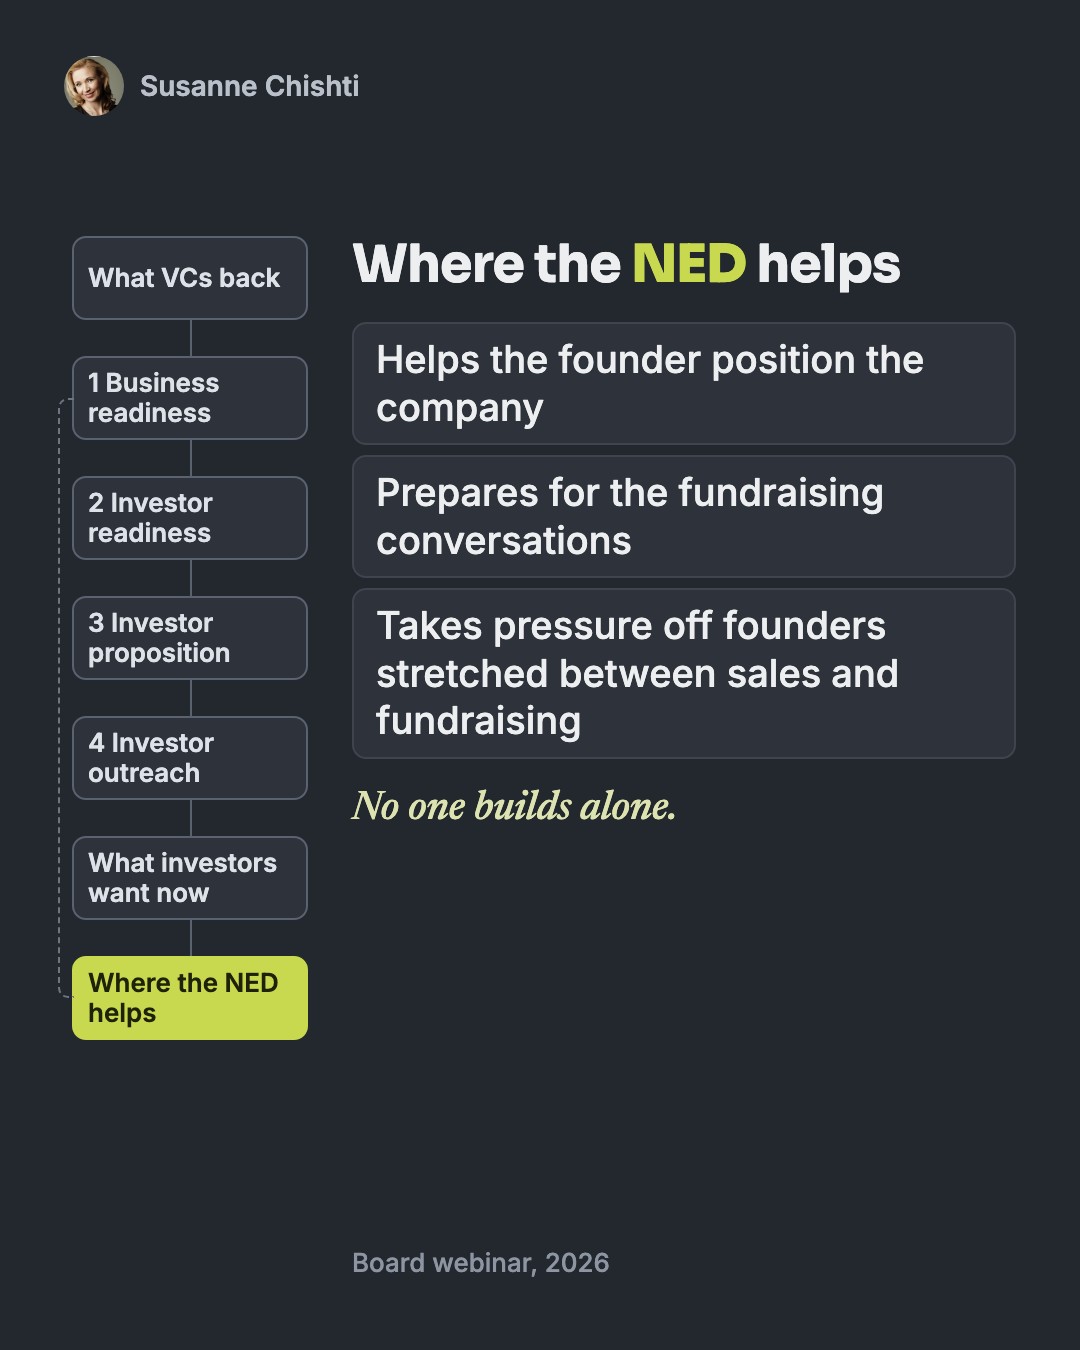 Susanne Chishti
What VCs back
1 Business
readiness
2 Investor
readiness
3 Investor
proposition
4 Investor
outreach
What investors
want now
Where the NED
helps
Where the NED helps
Helps the founder position the
company
Prepares for the fundraising
conversations
Takes pressure off founders
stretched between sales and
fundraising
No one builds alone.
Board webinar, 2026